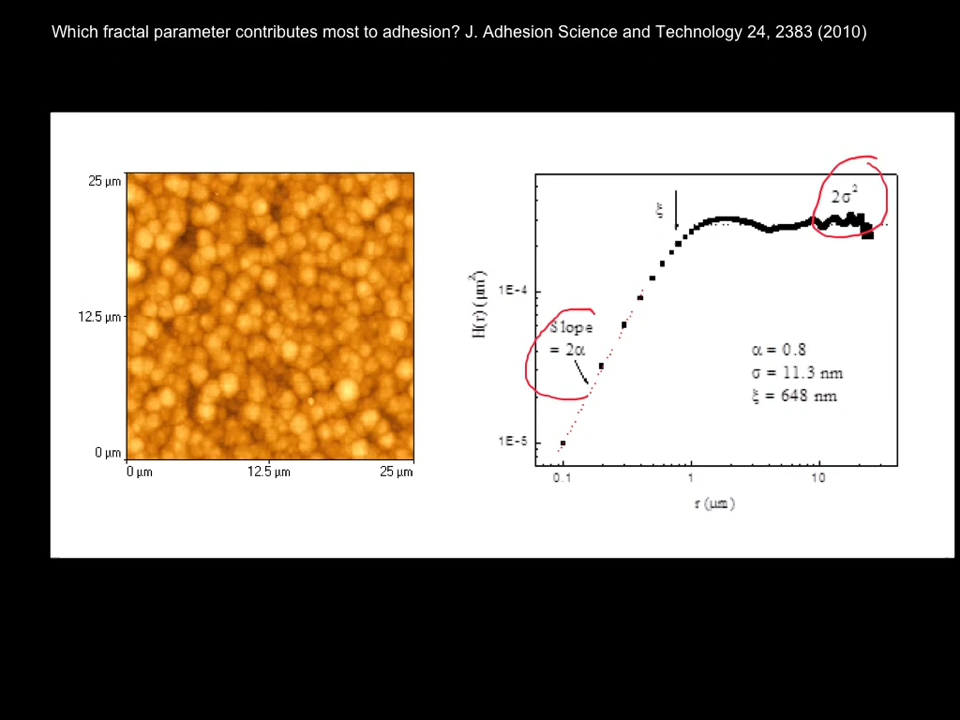 Which fractal parameter contributes most to adhesion? J. Adhesion Science and Technology 24, 2383 (2010)
25 µm
12.5 µm
0 µm
0 µm
12.5 µm
25 µm
H(r) (µm²)
1E-4
1E-5
ξ
2σ²
Slope
= 2α
α = 0.8
σ = 11.3 nm
ξ = 648 nm
0.1
1
10
r (µm)